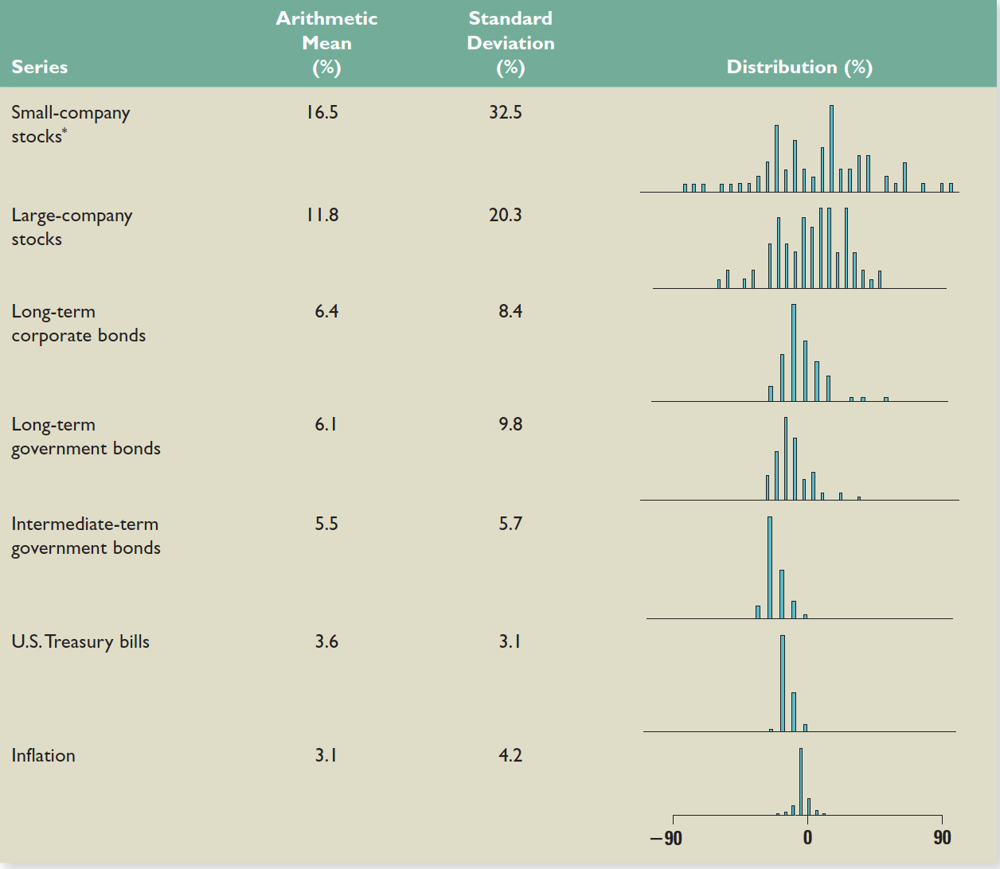 Arithmetic Standard
Mean Deviation
Series (%) (%) Distribution (%)
Small-company 16.5 32.5
stocks*
Large-company 11.8 20.3
stocks
Long-term 6.4 8.4
corporate bonds
Long-term 6.1 9.8
government bonds
Intermediate-term 5.5 5.7
government bonds
U.S. Treasury bills 3.6 3.1
Inflation 3.1 4.2
−90 0 90